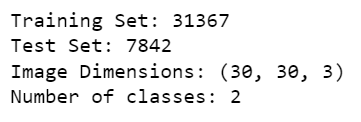 Training Set: 31367
Test Set: 7842
Image Dimensions: (30, 30, 3)
Number of classes: 2